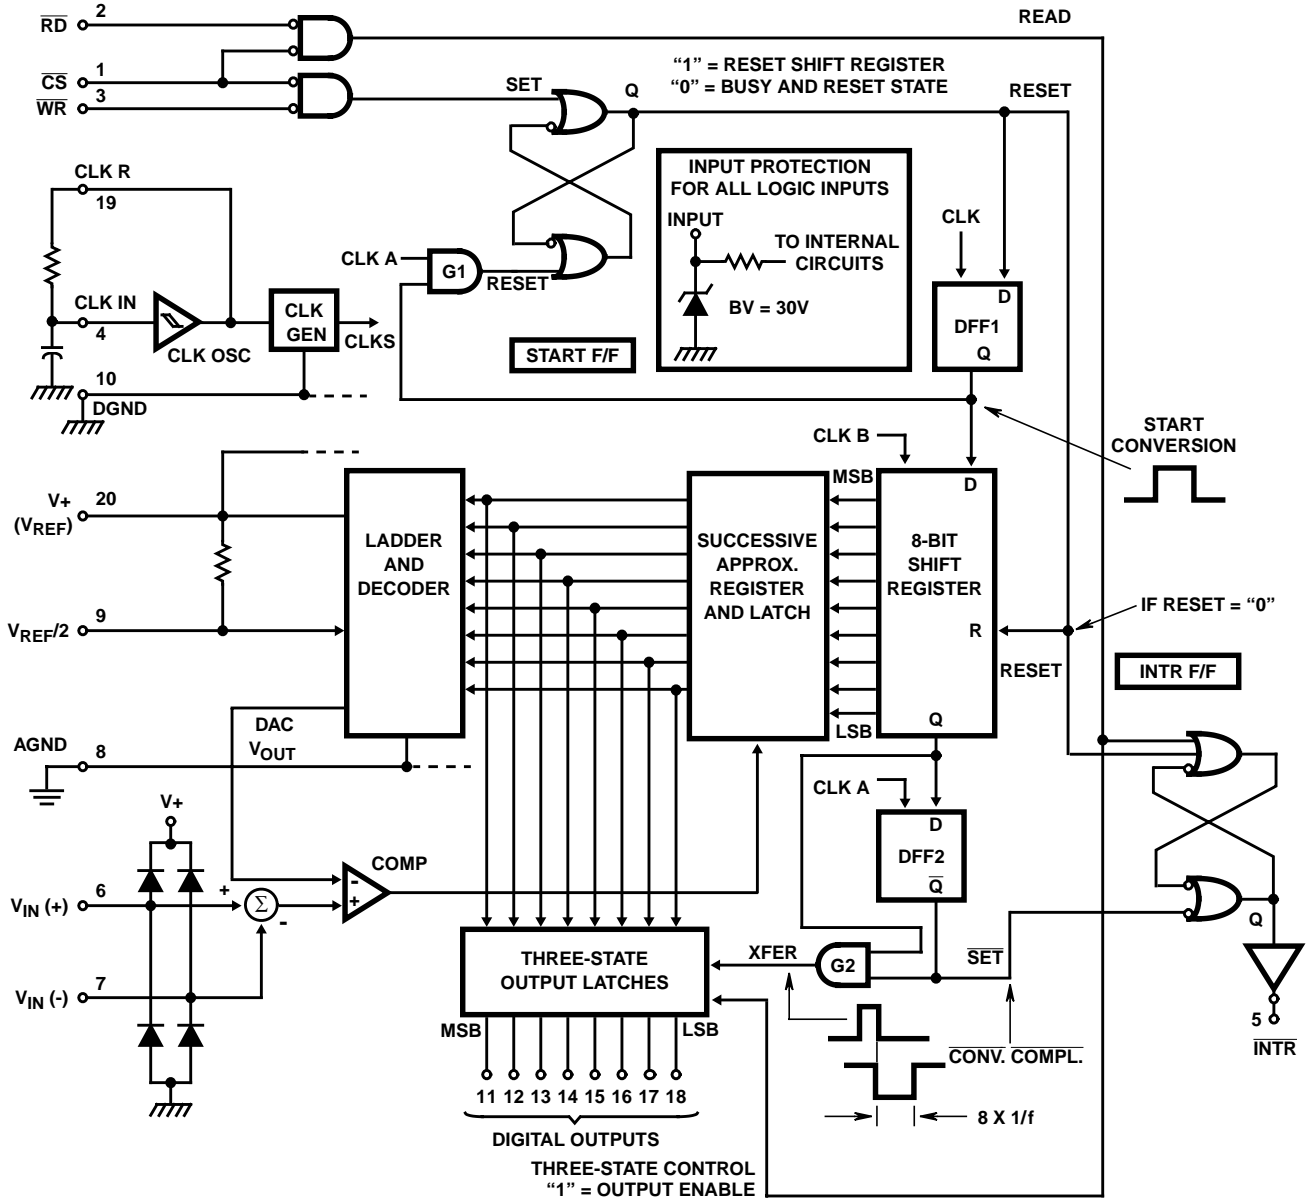 READ
2
RD
"1" = RESET SHIFT REGISTER
"0" = BUSY AND RESET STATE
1
CS
3
WR
SET
Q
RESET
CLK R
19
INPUT PROTECTION
FOR ALL LOGIC INPUTS
INPUT
TO INTERNAL
CIRCUITS
BV = 30V
CLK
D
DFF1
Q
CLK A
G1
RESET
CLK IN
4
CLK OSC
CLK
GEN
CLKS
START F/F
10
DGND
START
CONVERSION
CLK B
V+
(VREF)
20
LADDER
AND
DECODER
MSB
SUCCESSIVE
APPROX.
REGISTER
AND LATCH
D
8-BIT
SHIFT
REGISTER
R
Q
LSB
VREF/2
9
IF RESET = "0"
RESET
INTR F/F
DAC
VOUT
AGND
8
V+
CLK A
D
DFF2
Q
COMP
-
+
VIN (+)
6
+
Σ
-
VIN (-)
7
Q
THREE-STATE
OUTPUT LATCHES
XFER
G2
SET
MSB
LSB
5
INTR
CONV. COMPL.
11 12 13 14 15 16 17 18
8 X 1/f
DIGITAL OUTPUTS
THREE-STATE CONTROL
"1" = OUTPUT ENABLE